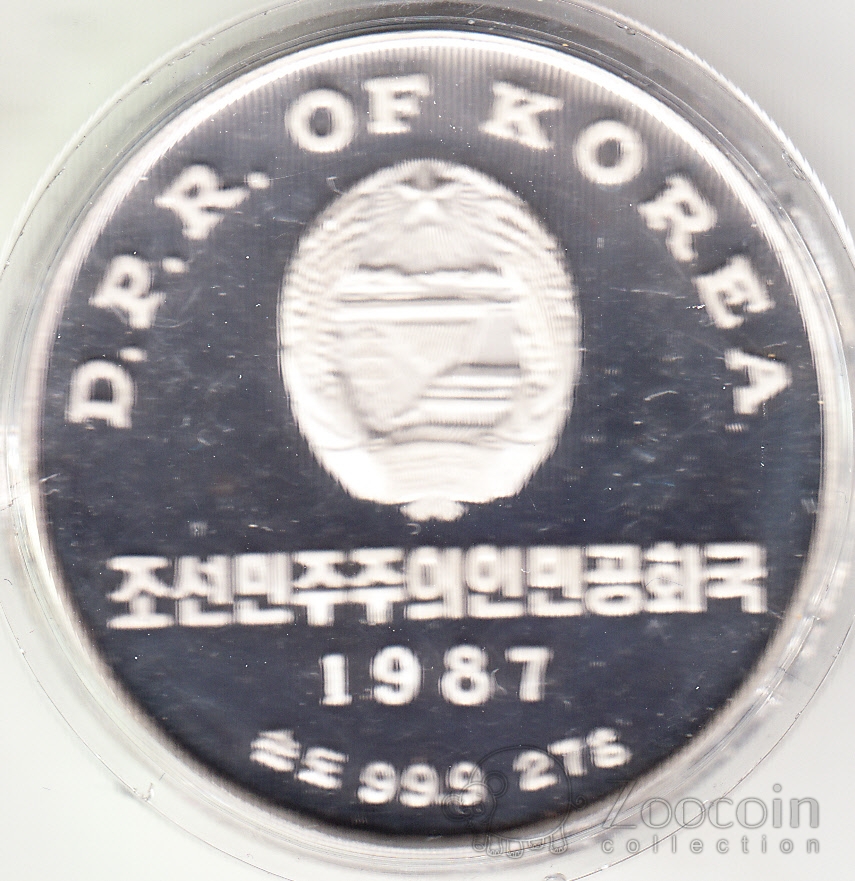 D.P.R. OF KOREA
조선민주주의인민공화국
1987
순도 99.9 27g
Zoocoin
collection